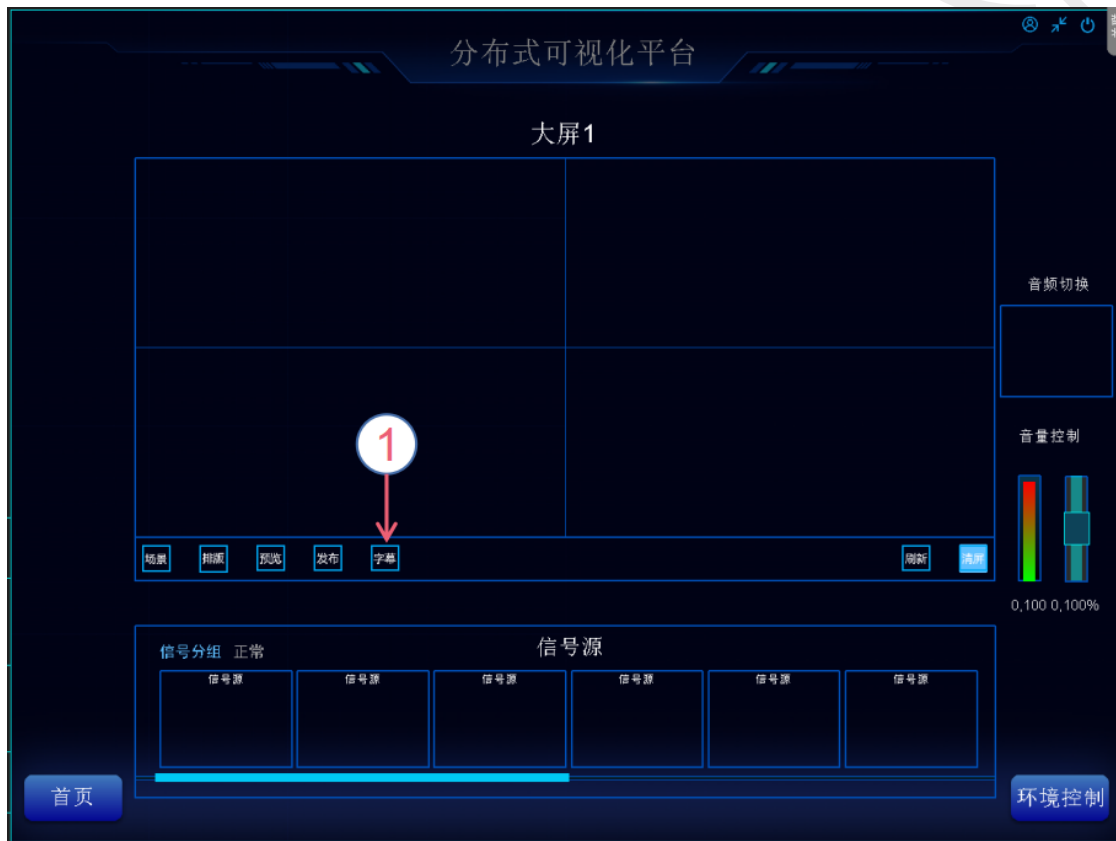 分布式可视化平台
大屏1
音频切换
1
音量控制
场景 排版 预览 发布 字幕 刷新 清屏
0,100 0,100%
信号分组 正常 信号源
信号源 信号源 信号源 信号源 信号源 信号源
首页 环境控制